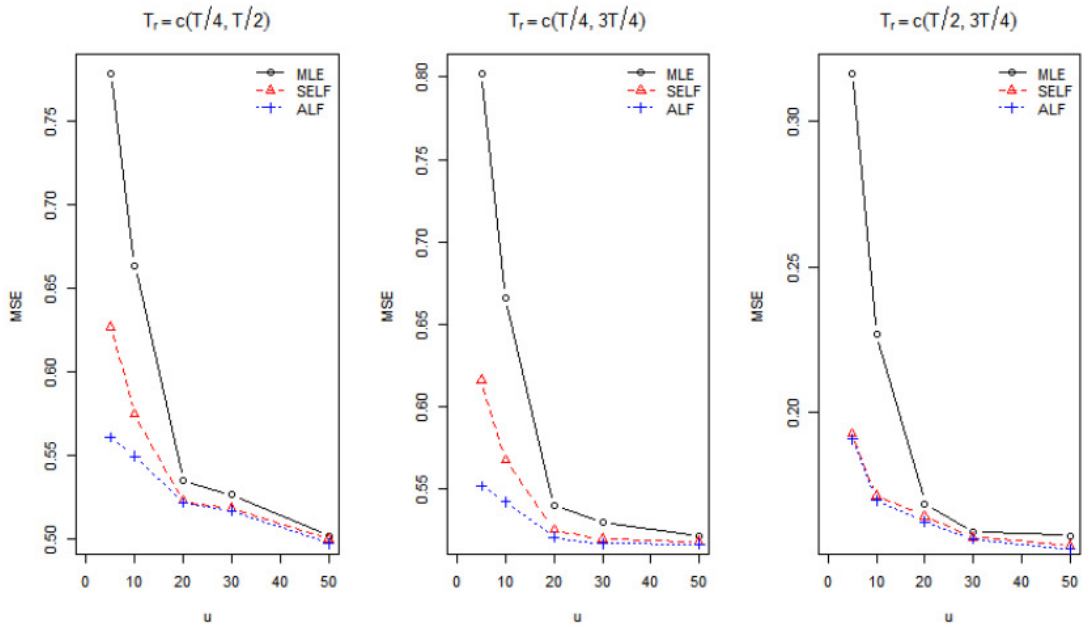 T_r = c(T/4, T/2)
MLE
SELF
ALF
MSE
0.75
0.70
0.65
0.60
0.55
0.50
0 10 20 30 40 50
u
T_r = c(T/4, 3T/4)
MLE
SELF
ALF
MSE
0.80
0.75
0.70
0.65
0.60
0.55
0 10 20 30 40 50
u
T_r = c(T/2, 3T/4)
MLE
SELF
ALF
MSE
0.30
0.25
0.20
0 10 20 30 40 50
u